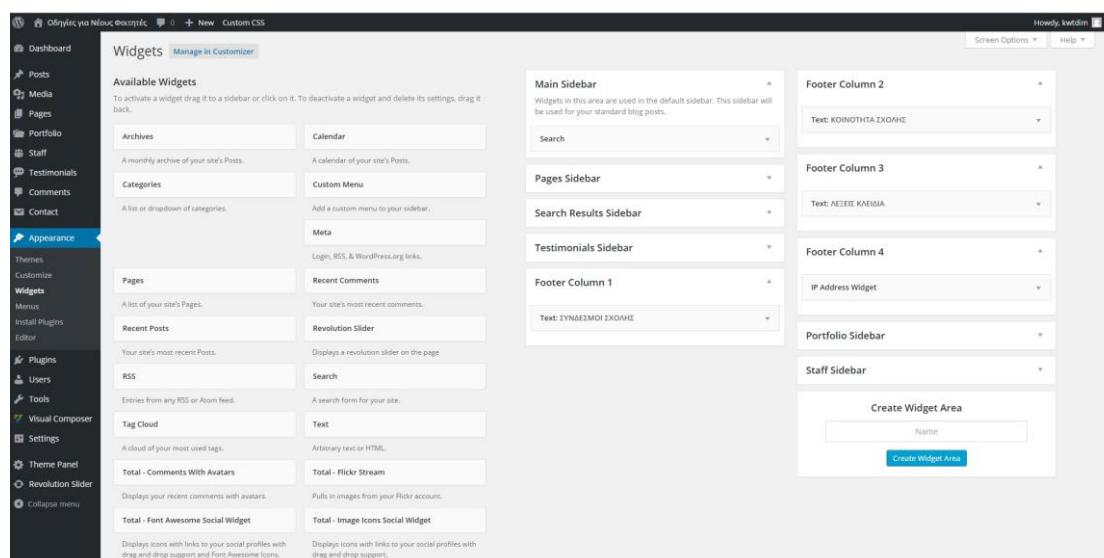 Οδηγίες για Νέους Φοιτητές 0 + New Custom CSS Howdy, kwtdim
Screen Options Help
Dashboard
Posts
Media
Pages
Portfolio
Staff
Testimonials
Comments
Contact
Appearance
Themes
Customize
Widgets
Menus
Install Plugins
Editor
Plugins
Users
Tools
Visual Composer
Settings
Theme Panel
Revolution Slider
Collapse menu
Widgets Manage in Customizer
Available Widgets
To activate a widget drag it to a sidebar or click on it. To deactivate a widget and delete its settings, drag it
back.
Archives
A monthly archive of your site's Posts.
Calendar
A calendar of your site's Posts.
Categories
A list or dropdown of categories.
Custom Menu
Add a custom menu to your sidebar.
Meta
Login, RSS, & WordPress.org links.
Pages
A list of your site's Pages.
Recent Comments
Your site's most recent comments.
Recent Posts
Your site's most recent Posts.
Revolution Slider
Displays a revolution slider on the page
RSS
Entries from any RSS or Atom feed.
Search
A search form for your site.
Tag Cloud
A cloud of your most used tags.
Text
Arbitrary text or HTML.
Total - Comments With Avatars
Displays your recent comments with avatars.
Total - Flickr Stream
Pulls in images from your Flickr account.
Total - Font Awesome Social Widget
Displays icons with links to your social profiles with
drag and drop support and Font Awesome Icons.
Total - Image Icons Social Widget
Displays icons with links to your social profiles with
drag and drop support.
Main Sidebar
Widgets in this area are used in the default sidebar. This sidebar will
be used for your standard blog posts.
Search
Pages Sidebar
Search Results Sidebar
Testimonials Sidebar
Footer Column 1
Text: ΣΥΝΔΕΣΜΟΙ ΣΧΟΛΗΣ
Footer Column 2
Text: ΚΟΙΝΟΤΗΤΑ ΣΧΟΛΗΣ
Footer Column 3
Text: ΛΕΞΕΙΣ ΚΛΕΙΔΙΑ
Footer Column 4
IP Address Widget
Portfolio Sidebar
Staff Sidebar
Create Widget Area
Name
Create Widget Area